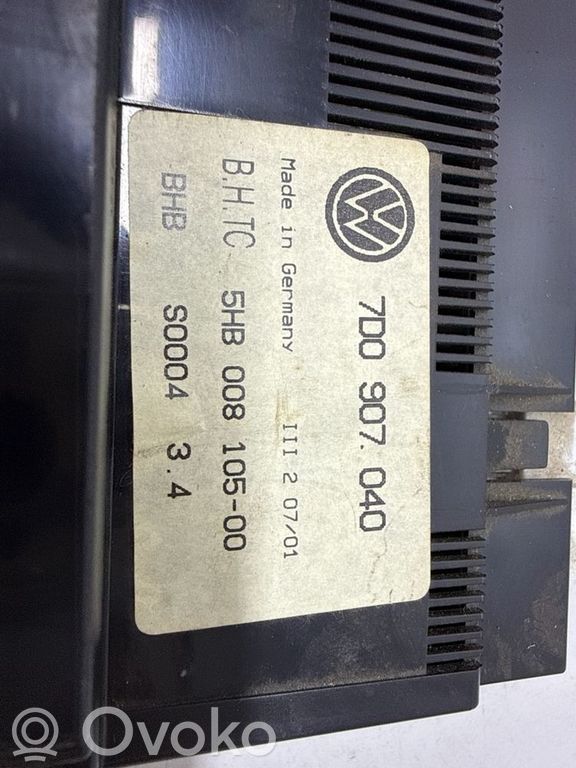 7D0 907. 040
Made in Germany III 2 07/01
B.H.TC 5HB 008 105-00
BHB S0004 3.4
Ovoko